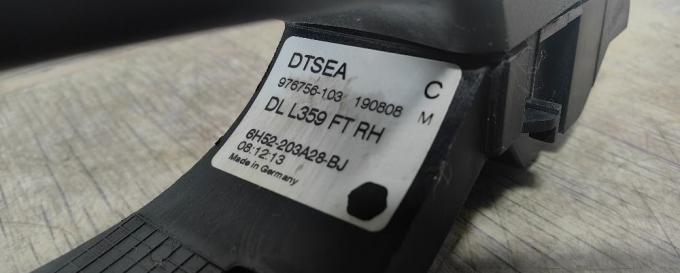 DTSEA C
976756-103 190808 M
DL L359 FT RH
6H52-203A28-BJ
08:12:13
Made in Germany